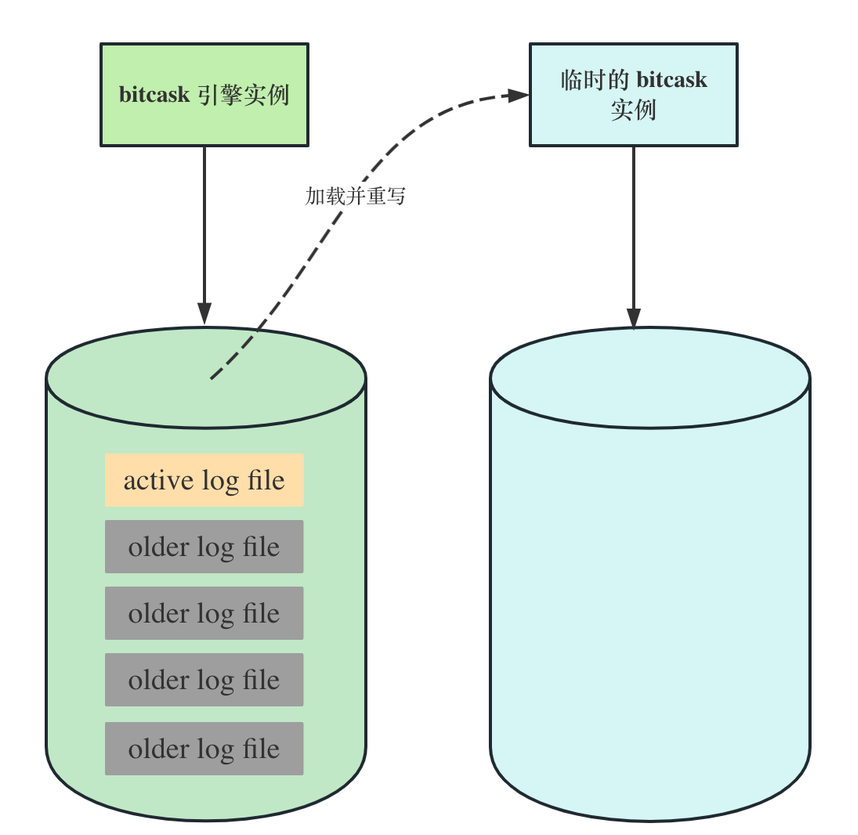 bitcask 引擎实例
临时的 bitcask
实例
加载并重写
active log file
older log file
older log file
older log file
older log file